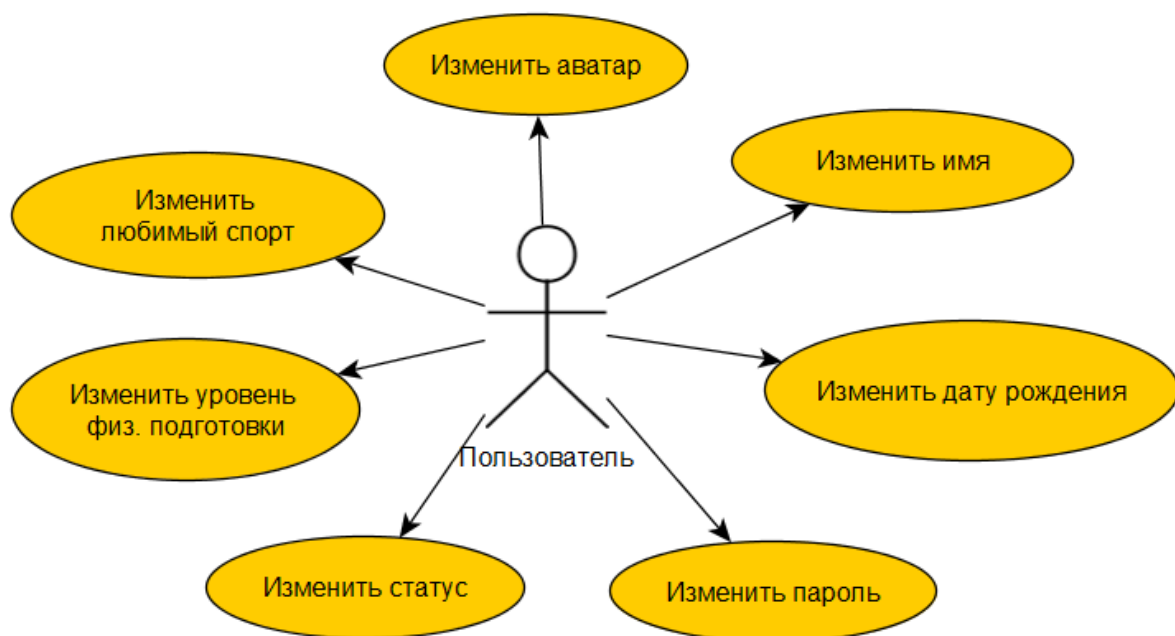 Изменить аватар
Изменить имя
Изменить
любимый спорт
Изменить дату рождения
Изменить уровень
физ. подготовки
Пользователь
Изменить статус
Изменить пароль